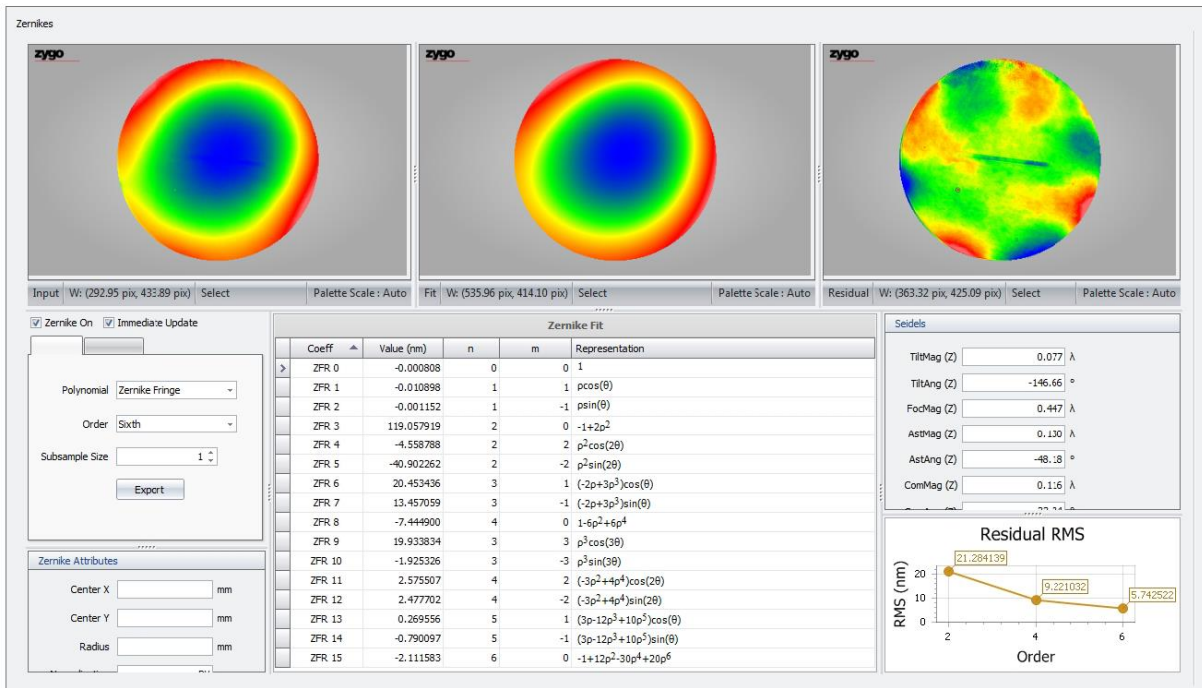 Zernikes
zygo
zygo
zygo
Input W: (292.95 pix, 433.89 pix) Select Palette Scale : Auto
Fit W: (535.96 pix, 414.10 pix) Select Palette Scale : Auto
Residual W: (363.32 pix, 425.09 pix) Select Palette Scale : Auto
Zernike On Immediate Update
Polynomial Zernike Fringe
Order Sixth
Subsample Size 1
Export
Zernike Attributes
Center X mm
Center Y mm
Radius mm
Zernike Fit
Coeff Value (nm) n m Representation
ZFR 0 -0.000808 0 0 1
ZFR 1 -0.010898 1 1 ρcos(θ)
ZFR 2 -0.001152 1 -1 ρsin(θ)
ZFR 3 119.057919 2 0 -1+2ρ2
ZFR 4 -4.558788 2 2 ρ2cos(2θ)
ZFR 5 -40.902262 2 -2 ρ2sin(2θ)
ZFR 6 20.453436 3 1 (-2ρ+3ρ3)cos(θ)
ZFR 7 13.457059 3 -1 (-2ρ+3ρ3)sin(θ)
ZFR 8 -7.444900 4 0 1-6ρ2+6ρ4
ZFR 9 19.933834 3 3 ρ3cos(3θ)
ZFR 10 -1.925326 3 -3 ρ3sin(3θ)
ZFR 11 2.575507 4 2 (-3ρ2+4ρ4)cos(2θ)
ZFR 12 2.477702 4 -2 (-3ρ2+4ρ4)sin(2θ)
ZFR 13 0.269556 5 1 (3ρ-12ρ3+10ρ5)cos(θ)
ZFR 14 -0.790097 5 -1 (3ρ-12ρ3+10ρ5)sin(θ)
ZFR 15 -2.111583 6 0 -1+12ρ2-30ρ4+20ρ6
Seidels
TiltMag (Z) 0.077 λ
TiltAng (Z) -146.66 °
FocMag (Z) 0.447 λ
AstMag (Z) 0.130 λ
AstAng (Z) -48.18 °
ComMag (Z) 0.116 λ
Residual RMS
RMS (nm)
20
10
0
21.284139
9.221032
5.742522
2 4 6
Order